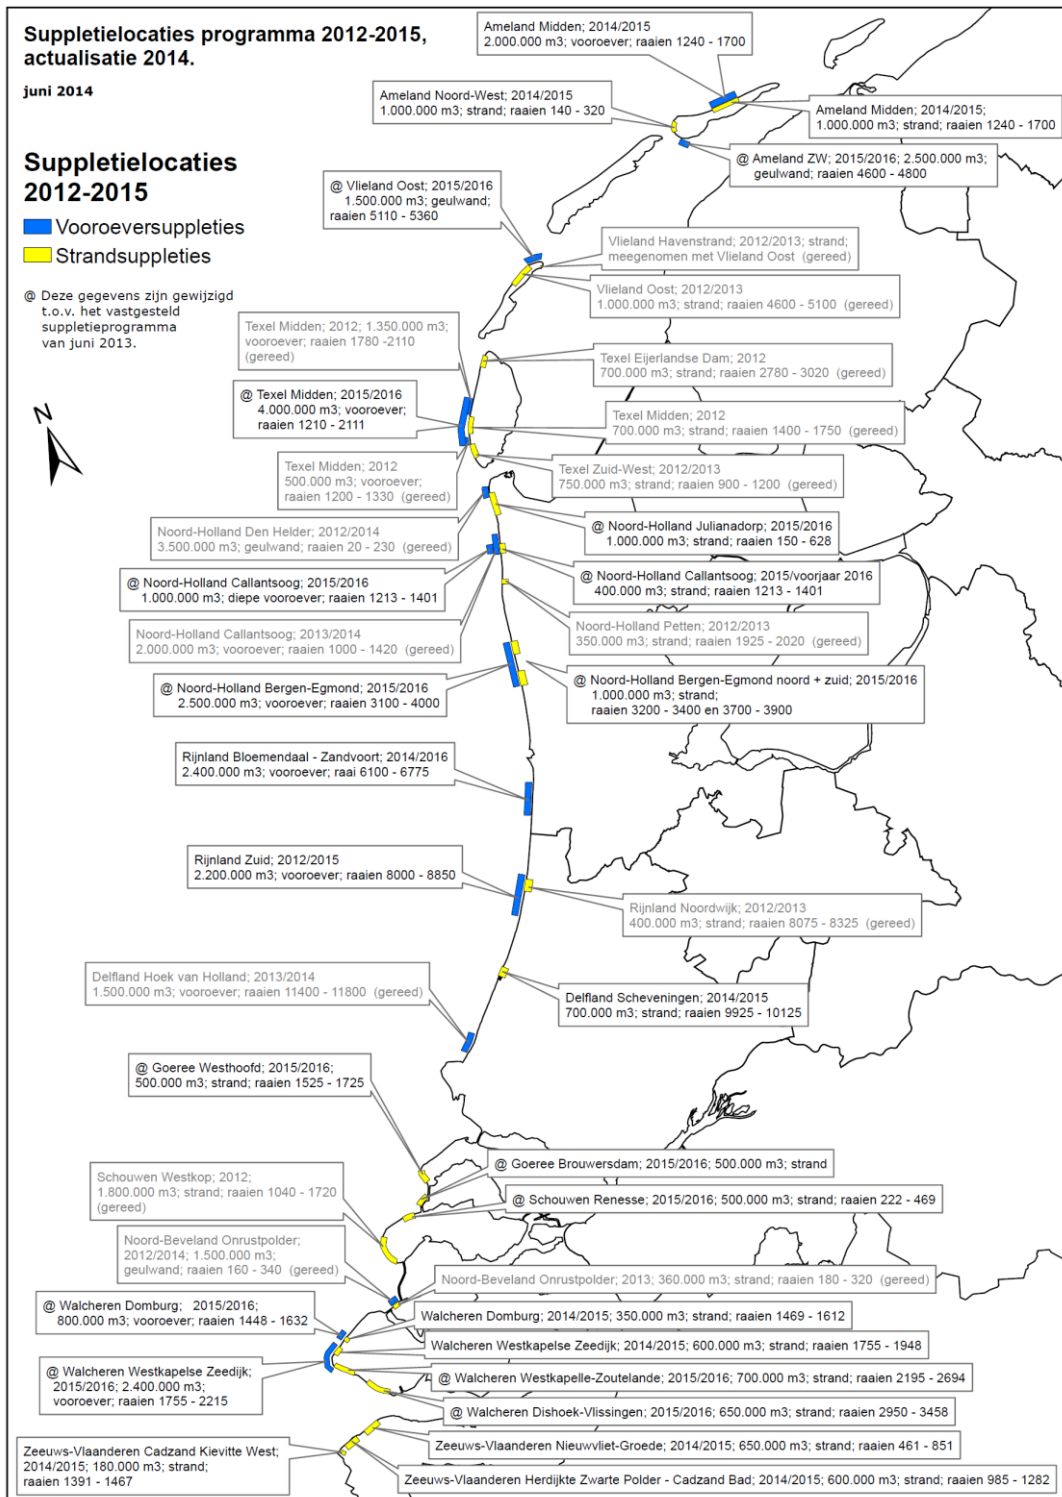 Suppletielocaties programma 2012-2015,
actualisatie 2014.
juni 2014
Suppletielocaties
2012-2015
Vooroeversuppleties
Strandsuppleties
@ Deze gegevens zijn gewijzigd
t.o.v. het vastgesteld
suppletieprogramma
van juni 2013.
N
Ameland Midden; 2014/2015
2.000.000 m3; vooroever; raaien 1240 - 1700
Ameland Noord-West; 2014/2015
1.000.000 m3; strand; raaien 140 - 320
Ameland Midden; 2014/2015;
1.000.000 m3; strand; raaien 1240 - 1700
@ Ameland ZW; 2015/2016; 2.500.000 m3;
geulwand; raaien 4600 - 4800
@ Vlieland Oost; 2015/2016
1.500.000 m3; geulwand;
raaien 5110 - 5360
Vlieland Havenstrand; 2012/2013; strand;
meegenomen met Vlieland Oost (gereed)
Vlieland Oost; 2012/2013
1.000.000 m3; strand; raaien 4600 - 5100 (gereed)
Texel Midden; 2012; 1.350.000 m3;
vooroever; raaien 1780 -2110
(gereed)
Texel Eijerlandse Dam; 2012
700.000 m3; strand; raaien 2780 - 3020 (gereed)
@ Texel Midden; 2015/2016
4.000.000 m3; vooroever;
raaien 1210 - 2111
Texel Midden; 2012
700.000 m3; strand; raaien 1400 - 1750 (gereed)
Texel Midden; 2012
500.000 m3; vooroever;
raaien 1200 - 1330 (gereed)
Texel Zuid-West; 2012/2013
750.000 m3; strand; raaien 900 - 1200 (gereed)
Noord-Holland Den Helder; 2012/2014
3.500.000 m3; geulwand; raaien 20 - 230 (gereed)
@ Noord-Holland Julianadorp; 2015/2016
1.000.000 m3; strand; raaien 150 - 628
@ Noord-Holland Callantsoog; 2015/2016
1.000.000 m3; diepe vooroever; raaien 1213 - 1401
@ Noord-Holland Callantsoog; 2015/voorjaar 2016
400.000 m3; strand; raaien 1213 - 1401
Noord-Holland Callantsoog; 2013/2014
2.000.000 m3; vooroever; raaien 1000 - 1420 (gereed)
Noord-Holland Petten; 2012/2013
350.000 m3; strand; raaien 1925 - 2020 (gereed)
@ Noord-Holland Bergen-Egmond; 2015/2016
2.500.000 m3; vooroever; raaien 3100 - 4000
@ Noord-Holland Bergen-Egmond noord + zuid; 2015/2016
1.000.000 m3; strand;
raaien 3200 - 3400 en 3700 - 3900
Rijnland Bloemendaal - Zandvoort; 2014/2016
2.400.000 m3; vooroever; raai 6100 - 6775
Rijnland Zuid; 2012/2015
2.200.000 m3; vooroever; raaien 8000 - 8850
Rijnland Noordwijk; 2012/2013
400.000 m3; strand; raaien 8075 - 8325 (gereed)
Delfland Hoek van Holland; 2013/2014
1.500.000 m3; vooroever; raaien 11400 - 11800 (gereed)
Delfland Scheveningen; 2014/2015
700.000 m3; strand; raaien 9925 - 10125
@ Goeree Westhoofd; 2015/2016;
500.000 m3; strand; raaien 1525 - 1725
@ Goeree Brouwersdam; 2015/2016; 500.000 m3; strand
Schouwen Westkop; 2012;
1.800.000 m3; strand; raaien 1040 - 1720
(gereed)
@ Schouwen Renesse; 2015/2016; 500.000 m3; strand; raaien 222 - 469
Noord-Beveland Onrustpolder;
2012/2014; 1.500.000 m3;
geulwand; raaien 160 - 340 (gereed)
Noord-Beveland Onrustpolder; 2013; 360.000 m3; strand; raaien 180 - 320 (gereed)
@ Walcheren Domburg; 2015/2016;
800.000 m3; vooroever; raaien 1448 - 1632
Walcheren Domburg; 2014/2015; 350.000 m3; strand; raaien 1469 - 1612
Walcheren Westkapelse Zeedijk; 2014/2015; 600.000 m3; strand; raaien 1755 - 1948
@ Walcheren Westkapelse Zeedijk;
2015/2016; 2.400.000 m3;
vooroever; raaien 1755 - 2215
@ Walcheren Westkapelle-Zoutelande; 2015/2016; 700.000 m3; strand; raaien 2195 - 2694
@ Walcheren Dishoek-Vlissingen; 2015/2016; 650.000 m3; strand; raaien 2950 - 3458
Zeeuws-Vlaanderen Cadzand Kievitte West;
2014/2015; 180.000 m3; strand;
raaien 1391 - 1467
Zeeuws-Vlaanderen Nieuwvliet-Groede; 2014/2015; 650.000 m3; strand; raaien 461 - 851
Zeeuws-Vlaanderen Herdijkte Zwarte Polder - Cadzand Bad; 2014/2015; 600.000 m3; strand; raaien 985 - 1282